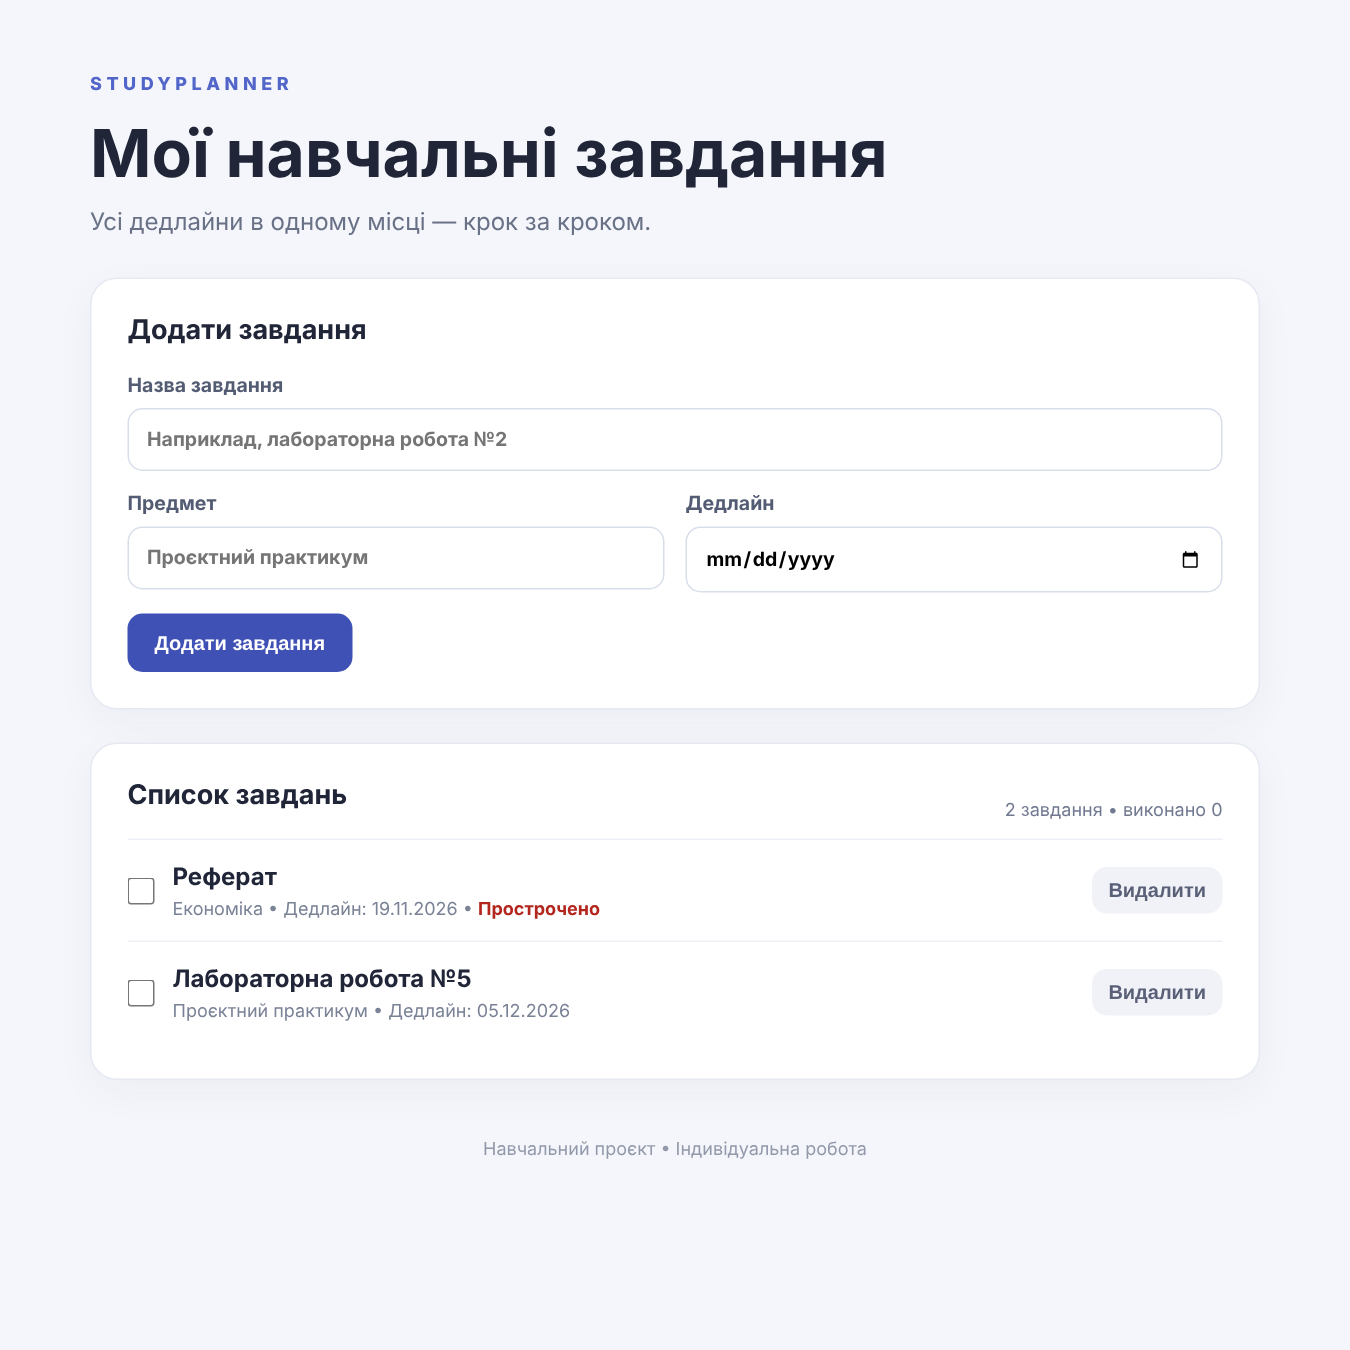 STUDYPLANNER
Мої навчальні завдання
Усі дедлайни в одному місці — крок за кроком.
Додати завдання
Назва завдання
Наприклад, лабораторна робота №2
Предмет
Дедлайн
Проєктний практикум
mm/dd/yyyy
Додати завдання
Список завдань
2 завдання • виконано 0
Реферат
Економіка • Дедлайн: 19.11.2026 • Прострочено
Видалити
Лабораторна робота №5
Проєктний практикум • Дедлайн: 05.12.2026
Видалити
Навчальний проєкт • Індивідуальна робота